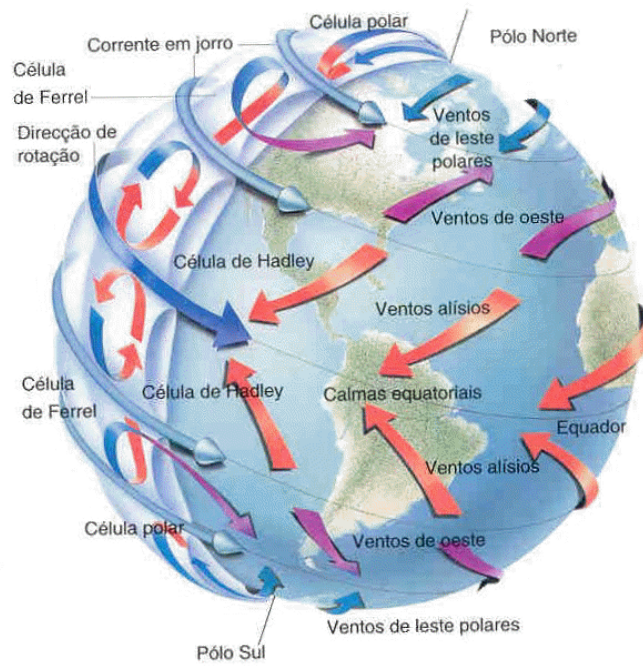 Célula polar
Pólo Norte
Corrente em jorro
Célula
de Ferrel
Direcção de
rotação
Ventos
de leste
polares
Ventos de oeste
Célula de Hadley
Ventos alísios
Célula
de Ferrel
Célula de Hadley
Calmas equatoriais
Equador
Ventos alísios
Célula polar
Ventos de oeste
Ventos de leste polares
Pólo Sul